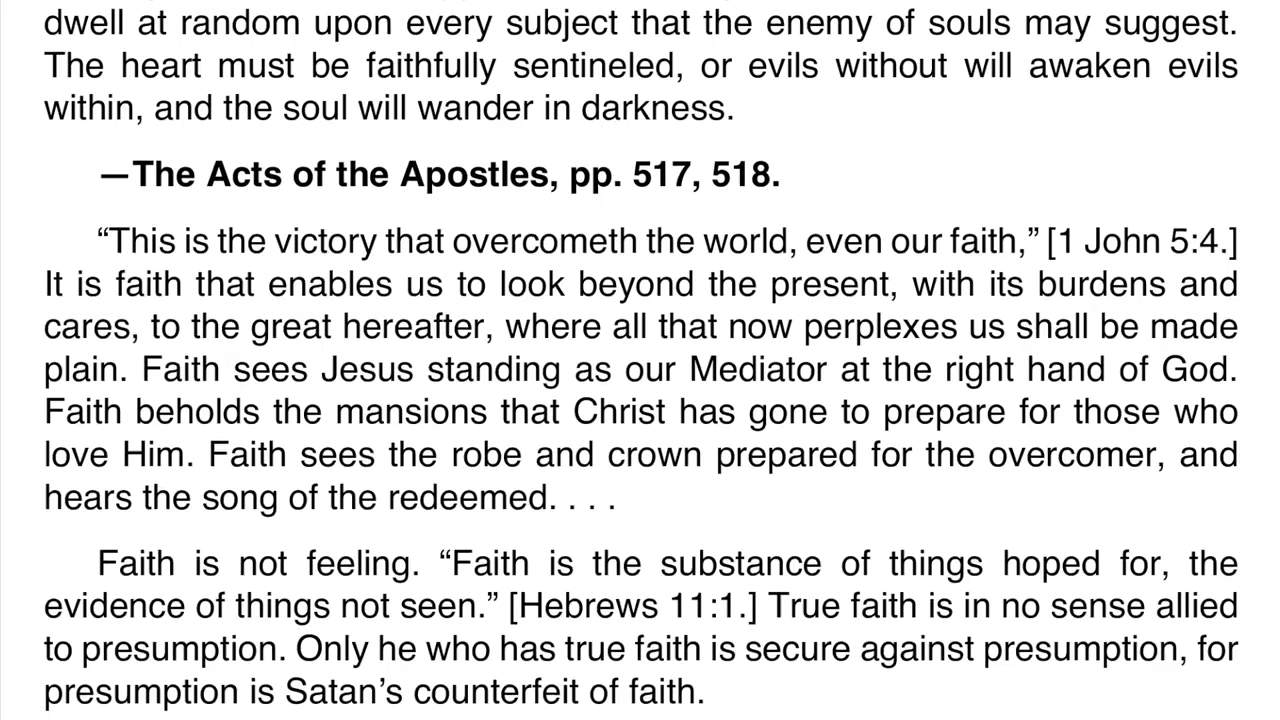 dwell at random upon every subject that the enemy of souls may suggest.
The heart must be faithfully sentineled, or evils without will awaken evils
within, and the soul will wander in darkness.
—The Acts of the Apostles, pp. 517, 518.
“This is the victory that overcometh the world, even our faith,” [1 John 5:4.]
It is faith that enables us to look beyond the present, with its burdens and
cares, to the great hereafter, where all that now perplexes us shall be made
plain. Faith sees Jesus standing as our Mediator at the right hand of God.
Faith beholds the mansions that Christ has gone to prepare for those who
love Him. Faith sees the robe and crown prepared for the overcomer, and
hears the song of the redeemed. . . .
Faith is not feeling. “Faith is the substance of things hoped for, the
evidence of things not seen.” [Hebrews 11:1.] True faith is in no sense allied
to presumption. Only he who has true faith is secure against presumption, for
presumption is Satan’s counterfeit of faith.